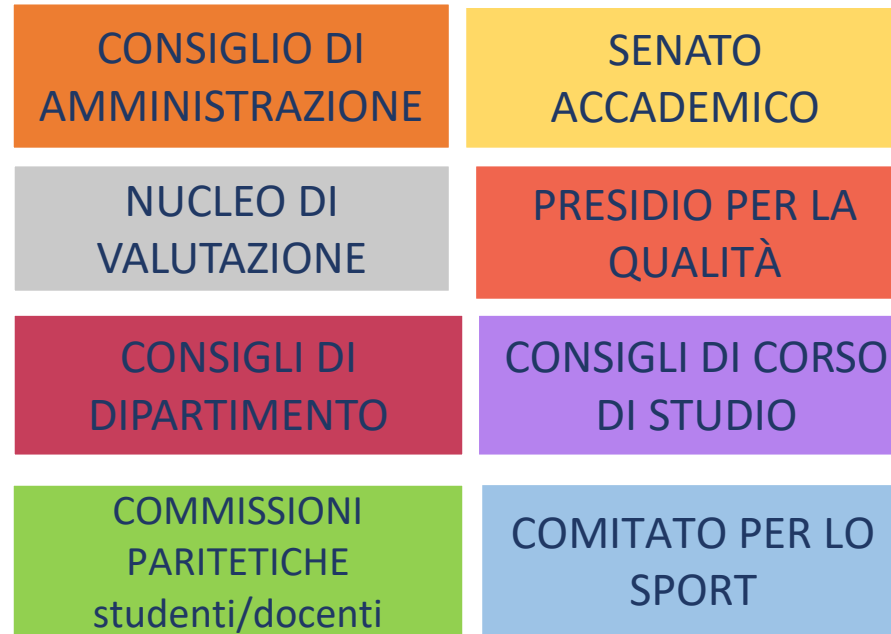 CONSIGLIO DI
AMMINISTRAZIONE
SENATO
ACCADEMICO
NUCLEO DI
VALUTAZIONE
PRESIDIO PER LA
QUALITÀ
CONSIGLI DI
DIPARTIMENTO
CONSIGLI DI CORSO
DI STUDIO
COMMISSIONI
PARITETICHE
studenti/docenti
COMITATO PER LO
SPORT